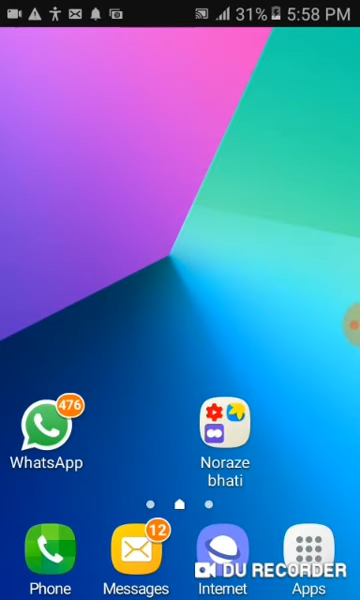 31% 5:58 PM
476
WhatsApp
Noraze
bhati
12
Phone
Messages
Internet
Apps
DU RECORDER